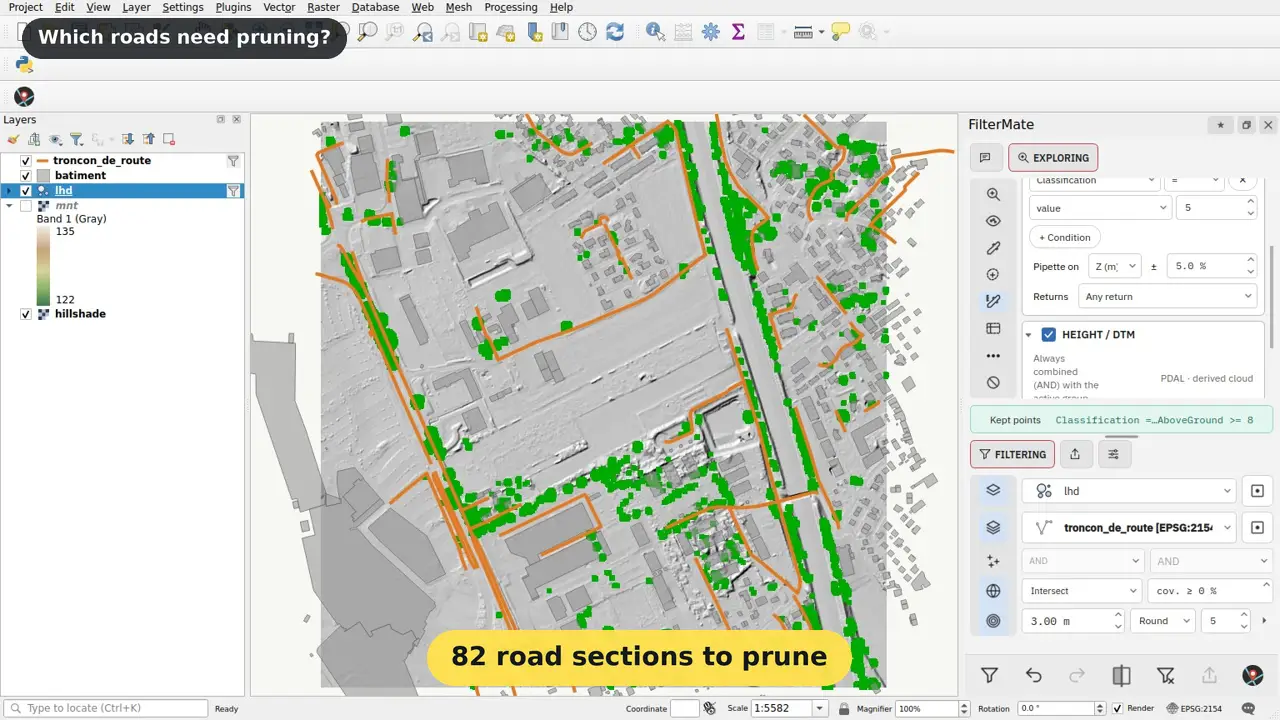 Project Edit View Layer Settings Plugins Vector Raster Database Web Mesh Processing Help
Which roads need pruning?
Layers
troncon_de_route
batiment
lhd
mnt
Band 1 (Gray)
135
122
hillshade
FilterMate
EXPLORING
Classification =
value 5
+ Condition
Pipette on Z (m) ± 5.0 %
Returns Any return
HEIGHT / DTM
Always
combined
(AND) with the
PDAL · derived cloud
Kept points Classification =…AboveGround >= 8
FILTERING
lhd
troncon_de_route [EPSG:2154
AND AND
Intersect cov. ≥ 0 %
3.00 m Round 5
82 road sections to prune
Type to locate (Ctrl+K) Ready Coordinate Scale 1:5582 Magnifier 100% Rotation 0.0 ° Render EPSG:2154